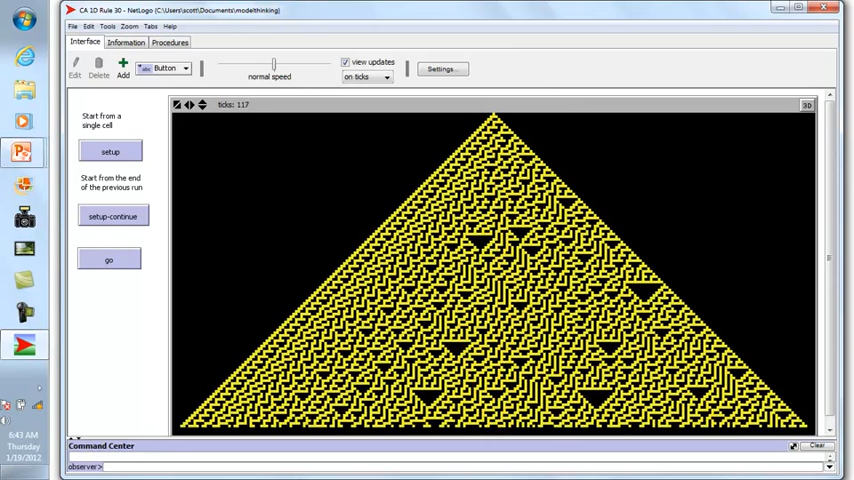 CA 1D Rule 30 - NetLogo {C:\Users\scott\Documents\modelthinking}
File Edit Tools Zoom Tabs Help
Interface Information Procedures
Edit Delete Add
abc Button
normal speed
view updates
on ticks
Settings...
ticks: 117
3D
Start from a
single cell
setup
Start from the end
of the previous run
setup-continue
go
Command Center
Clear
observer>
6:43 AM
Thursday
1/19/2012